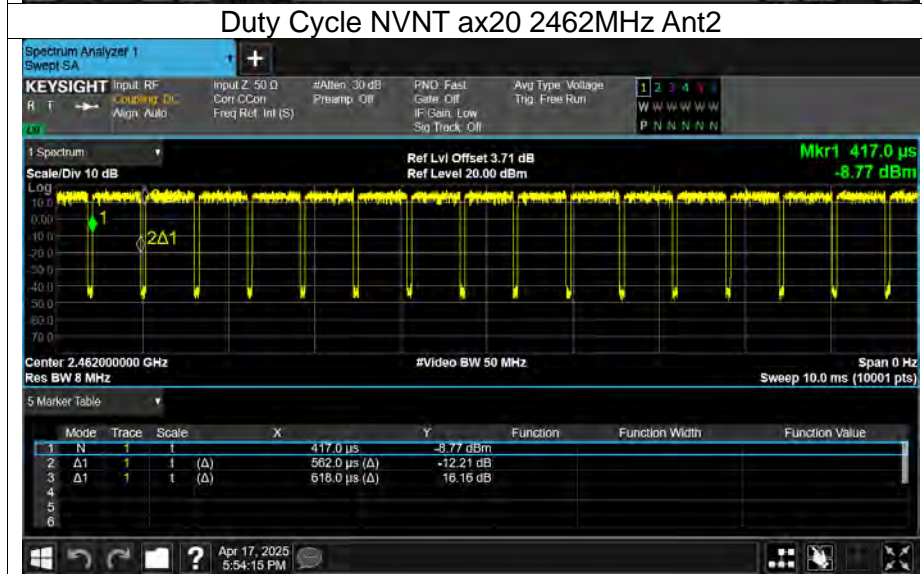 Duty Cycle NVNT ax20 2462MHz Ant2
Spectrum Analyzer 1
Swept SA
+
KEYSIGHT Input: RF Input Z: 50 Ω #Atten: 30 dB PNO: Fast Avg Type: Voltage 1 2 3 4 5 6
R T Coupling: DC Corr CCorr Preamp: Off Gate: Off Trig: Free Run W W W W W W
Align: Auto Freq Ref: Int (S) IF Gain: Low
Sig Track: Off P N N N N N
1 Spectrum
Ref Lvl Offset 3.71 dB
Mkr1 417.0 µs
Scale/Div 10 dB
Ref Level 20.00 dBm
-8.77 dBm
Log
10.0
0.00
1
-10.0
2Δ1
-20.0
-30.0
-40.0
-50.0
-60.0
-70.0
Center 2.462000000 GHz #Video BW 50 MHz Span 0 Hz
Res BW 8 MHz Sweep 10.0 ms (10001 pts)
5 Marker Table
Mode Trace Scale X Y Function Function Width Function Value
1 N 1 t 417.0 µs -8.77 dBm
2 Δ1 1 t (Δ) 562.0 µs (Δ) -12.21 dB
3 Δ1 1 t (Δ) 618.0 µs (Δ) 16.16 dB
4
5
6
? Apr 17, 2025
5:54:15 PM